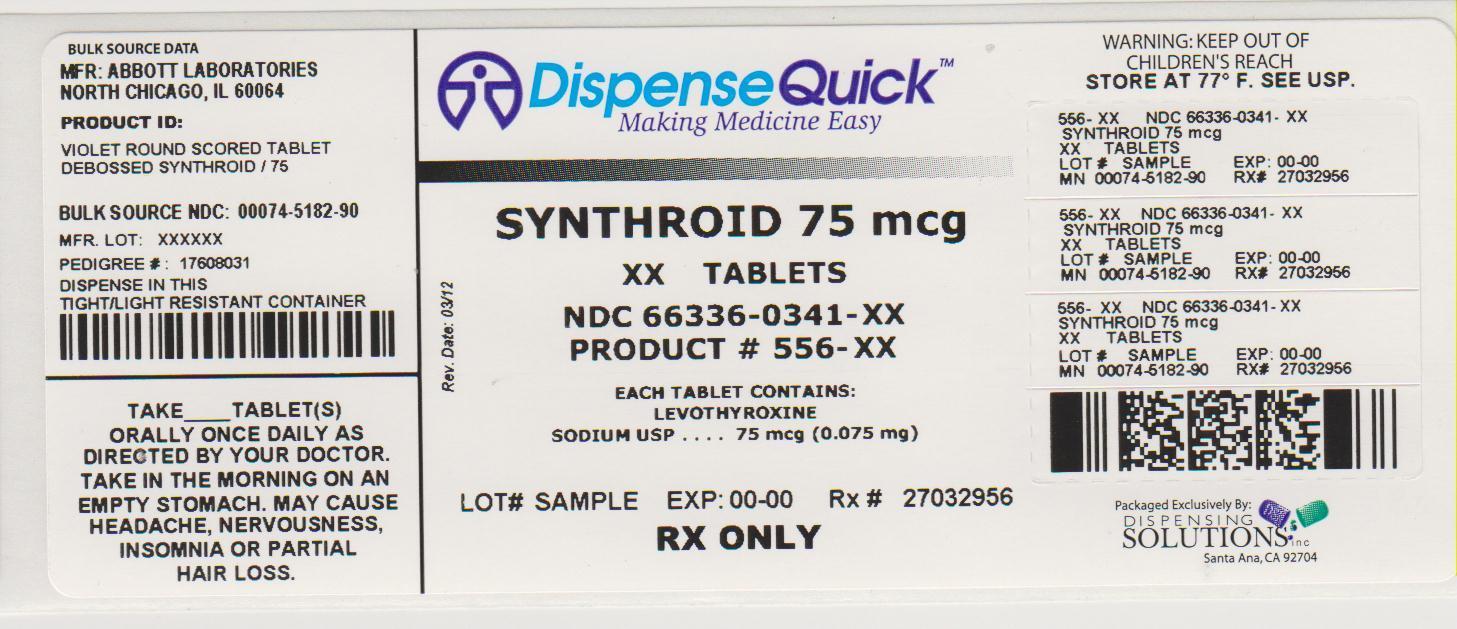 BULK SOURCE DATA
MFR: ABBOTT LABORATORIES
NORTH CHICAGO, IL 60064
PRODUCT ID:
VIOLET ROUND SCORED TABLET
DEBOSSED SYNTHROID / 75
BULK SOURCE NDC: 00074-5182-90
MFR. LOT: XXXXXX
PEDIGREE #: 17608031
DISPENSE IN THIS
TIGHT/LIGHT RESISTANT CONTAINER
TAKE____TABLET(S)
ORALLY ONCE DAILY AS
DIRECTED BY YOUR DOCTOR.
TAKE IN THE MORNING ON AN
EMPTY STOMACH. MAY CAUSE
HEADACHE, NERVOUSNESS,
INSOMNIA OR PARTIAL
HAIR LOSS.
DispenseQuick™
Making Medicine Easy
SYNTHROID 75 mcg
XX TABLETS
NDC 66336-0341-XX
PRODUCT # 556-XX
Rev. Date: 03/12
EACH TABLET CONTAINS:
LEVOTHYROXINE
SODIUM USP .... 75 mcg (0.075 mg)
LOT# SAMPLE EXP: 00-00 Rx # 27032956
RX ONLY
WARNING: KEEP OUT OF
CHILDREN'S REACH
STORE AT 77° F. SEE USP.
556- XX NDC 66336-0341- XX
SYNTHROID 75 mcg
XX TABLETS
LOT # SAMPLE EXP: 00-00
MN 00074-5182-90 RX# 27032956
556- XX NDC 66336-0341- XX
SYNTHROID 75 mcg
XX TABLETS
LOT # SAMPLE EXP: 00-00
MN 00074-5182-90 RX# 27032956
556- XX NDC 66336-0341- XX
SYNTHROID 75 mcg
XX TABLETS
LOT # SAMPLE EXP: 00-00
MN 00074-5182-90 RX# 27032956
Packaged Exclusively By:
DISPENSING
SOLUTIONS inc
Santa Ana, CA 92704